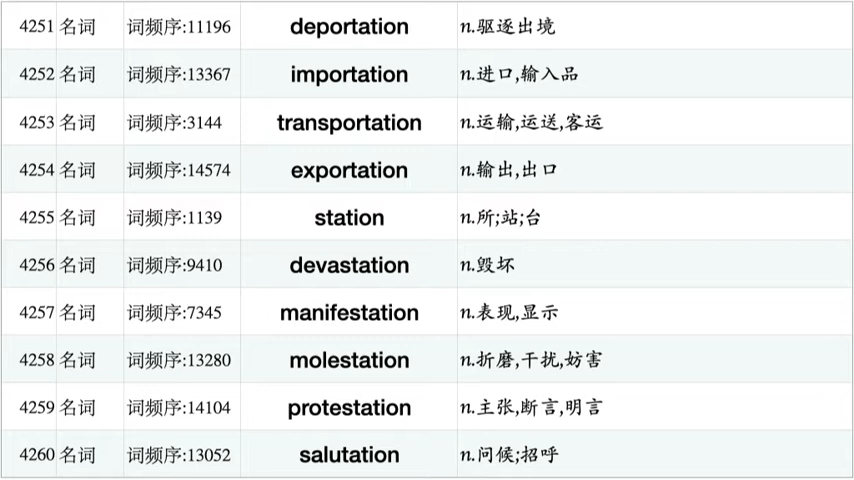 4251 名词 词频序:11196 deportation n.驱逐出境
4252 名词 词频序:13367 importation n.进口,输入品
4253 名词 词频序:3144 transportation n.运输,运送,客运
4254 名词 词频序:14574 exportation n.输出,出口
4255 名词 词频序:1139 station n.所;站;台
4256 名词 词频序:9410 devastation n.毁坏
4257 名词 词频序:7345 manifestation n.表现,显示
4258 名词 词频序:13280 molestation n.折磨,干扰,妨害
4259 名词 词频序:14104 protestation n.主张,断言,明言
4260 名词 词频序:13052 salutation n.问候;招呼